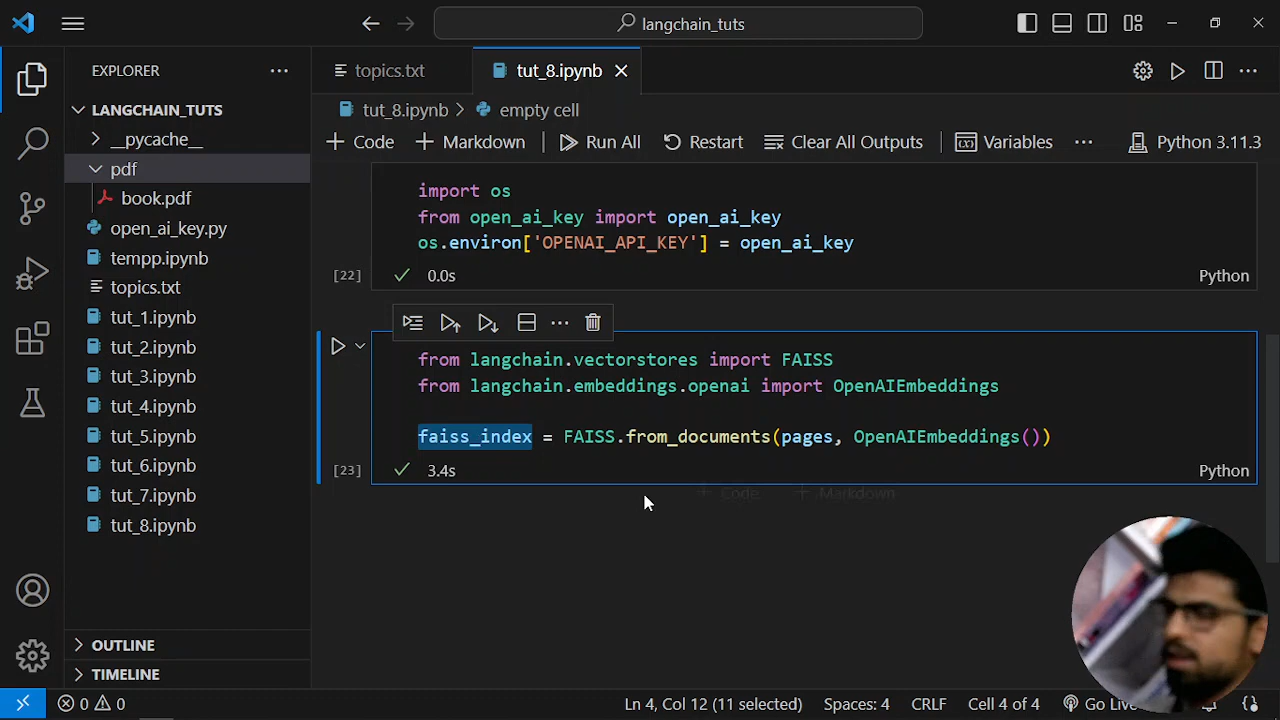 langchain_tuts
EXPLORER
topics.txt
tut_8.ipynb
LANGCHAIN_TUTS
tut_8.ipynb > empty cell
__pycache__
+ Code + Markdown Run All Restart Clear All Outputs Variables ... Python 3.11.3
pdf
book.pdf
open_ai_key.py
tempp.ipynb
topics.txt
tut_1.ipynb
tut_2.ipynb
tut_3.ipynb
tut_4.ipynb
tut_5.ipynb
tut_6.ipynb
tut_7.ipynb
tut_8.ipynb
OUTLINE
TIMELINE
import os
from open_ai_key import open_ai_key
os.environ['OPENAI_API_KEY'] = open_ai_key
[22] 0.0s Python
from langchain.vectorstores import FAISS
from langchain.embeddings.openai import OpenAIEmbeddings
faiss_index = FAISS.from_documents(pages, OpenAIEmbeddings())
[23] 3.4s Python
+ Code + Markdown
0 0 Ln 4, Col 12 (11 selected) Spaces: 4 CRLF Cell 4 of 4 Go Live